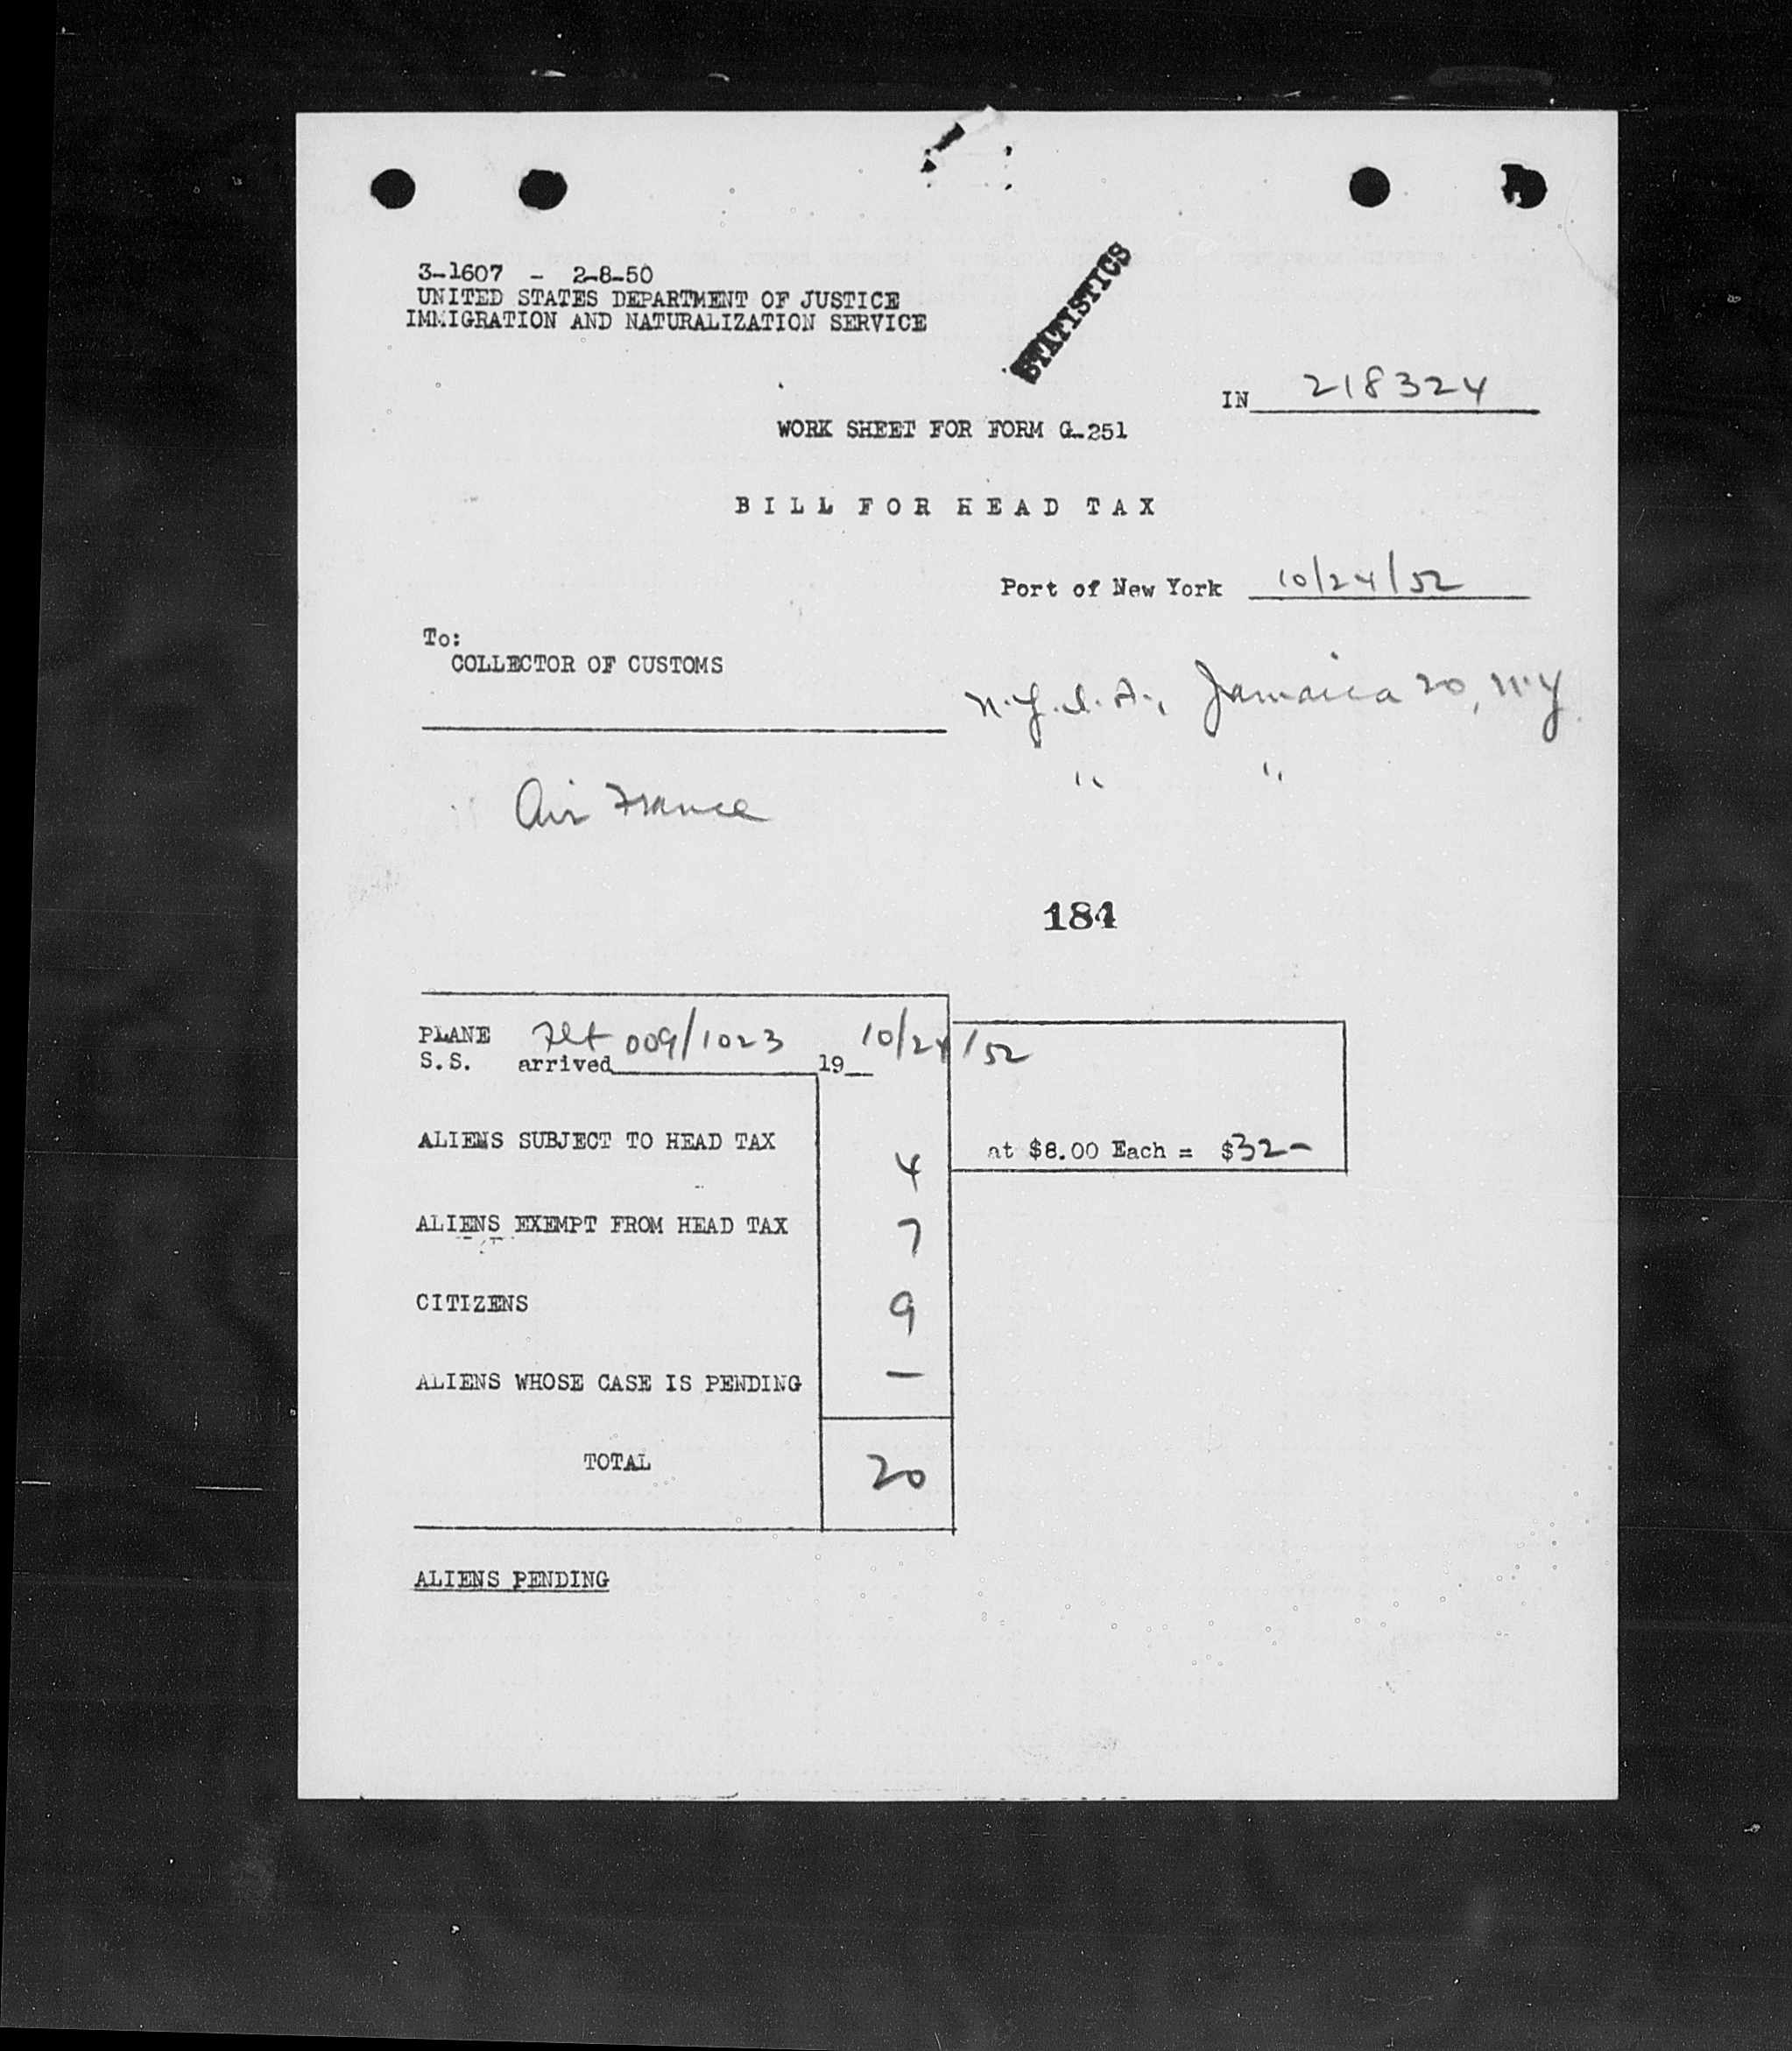 3-1607 - 2-8-50
UNITED STATES DEPARTMENT OF JUSTICE
IMMIGRATION AND NATURALIZATION SERVICE
STATISTICS
IN 218324
WORK SHEET FOR FORM G-251
BILL FOR HEAD TAX
Port of New York 10/24/52
To:
COLLECTOR OF CUSTOMS
N.Y.I.A., Jamaica 20, N.Y.
Air France " "
184
PLANE Flt 009/1023 10/24/52
S.S. arrived 19
ALIENS SUBJECT TO HEAD TAX 4 at $8.00 Each = $32-
ALIENS EXEMPT FROM HEAD TAX 7
CITIZENS 9
ALIENS WHOSE CASE IS PENDING -
TOTAL 20
ALIENS PENDING